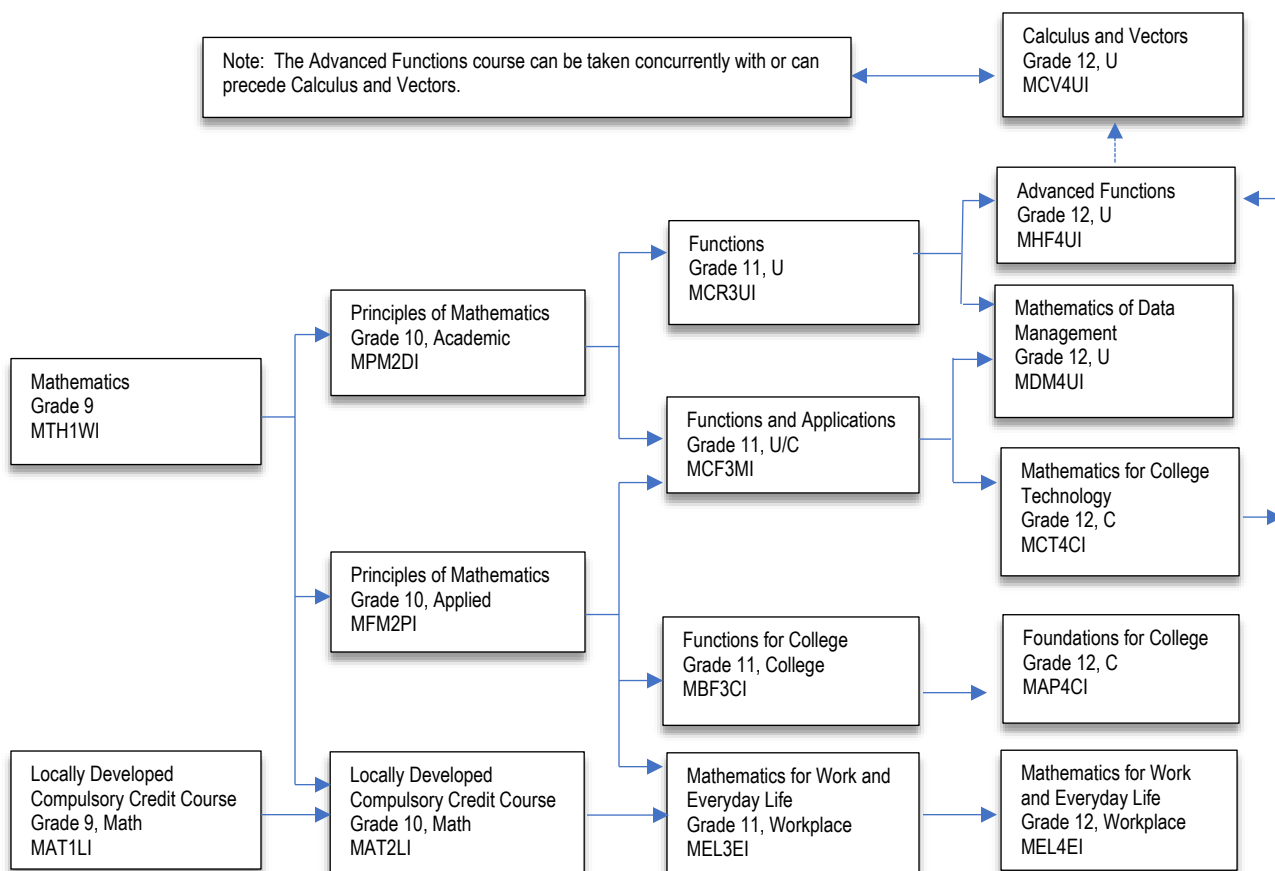 Note:  The Advanced Functions course can be taken concurrently with or can
precede Calculus and Vectors.
Calculus and Vectors
Grade 12, U
MCV4UI
Advanced Functions
Grade 12, U
MHF4UI
Functions
Grade 11, U
MCR3UI
Principles of Mathematics
Grade 10, Academic
MPM2DI
Mathematics of Data
Management
Grade 12, U
MDM4UI
Mathematics
Grade 9
MTH1WI
Functions and Applications
Grade 11, U/C
MCF3MI
Mathematics for College
Technology
Grade 12, C
MCT4CI
Principles of Mathematics
Grade 10, Applied
MFM2PI
Functions for College
Grade 11, College
MBF3CI
Foundations for College
Grade 12, C
MAP4CI
Locally Developed
Compulsory Credit Course
Grade 9, Math
MAT1LI
Locally Developed
Compulsory Credit Course
Grade 10, Math
MAT2LI
Mathematics for Work and
Everyday Life
Grade 11, Workplace
MEL3EI
Mathematics for Work
and Everyday Life
Grade 12, Workplace
MEL4EI